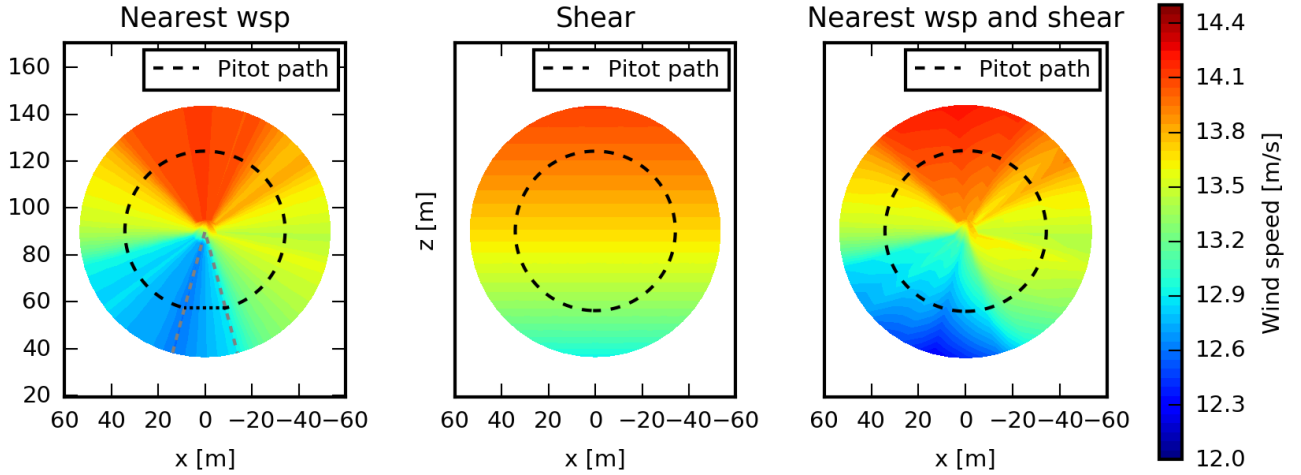 Nearest wsp
Shear
Nearest wsp and shear
Pitot path
Pitot path
Pitot path
160
140
120
100
80
60
40
20
60 40 20 0 −20−40−60
60 40 20 0 −20−40−60
60 40 20 0 −20−40−60
x [m]
x [m]
x [m]
z [m]
14.4
14.1
13.8
13.5
13.2
12.9
12.6
12.3
12.0
Wind speed [m/s]